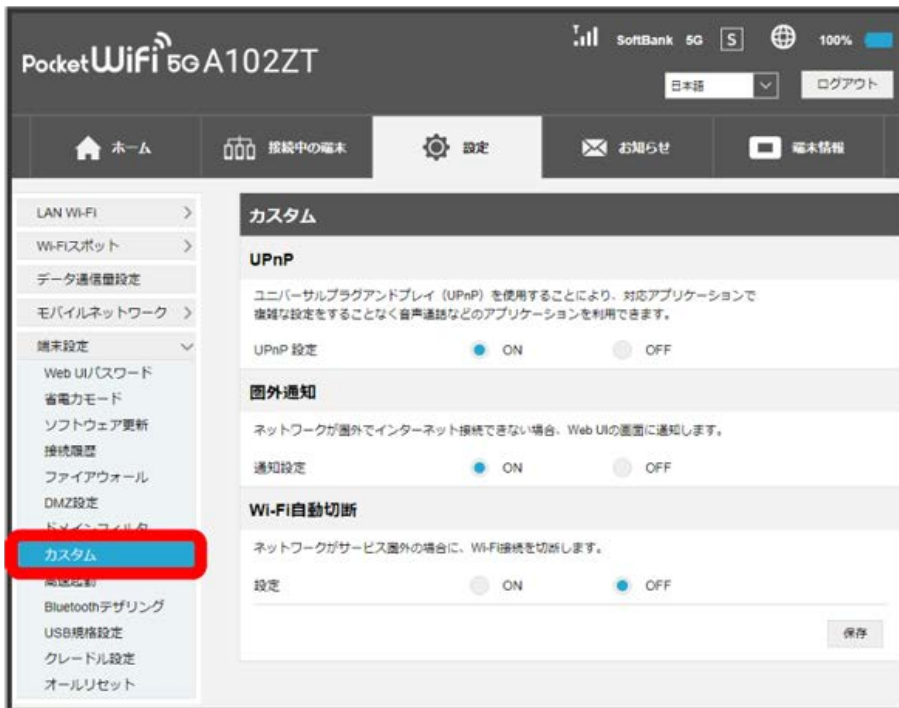 SoftBank 5G S 100%
Pocket WiFi 5G A102ZT
日本語 ログアウト
ホーム 接続中の端末 設定 お知らせ 端末情報
LAN Wi-Fi
Wi-Fiスポット
データ通信量設定
モバイルネットワーク
端末設定
Web UIパスワード
省電力モード
ソフトウェア更新
接続履歴
ファイアウォール
DMZ設定
ドメインフィルタ
カスタム
高速起動
Bluetoothテザリング
USB規格設定
クレードル設定
オールリセット
カスタム
UPnP
ユニバーサルプラグアンドプレイ（UPnP）を使用することにより、対応アプリケーションで
複雑な設定をすることなく音声通話などのアプリケーションを利用できます。
UPnP 設定 ON OFF
圏外通知
ネットワークが圏外でインターネット接続できない場合、Web UIの画面に通知します。
通知設定 ON OFF
Wi-Fi自動切断
ネットワークがサービス圏外の場合に、Wi-Fi接続を切断します。
設定 ON OFF
保存